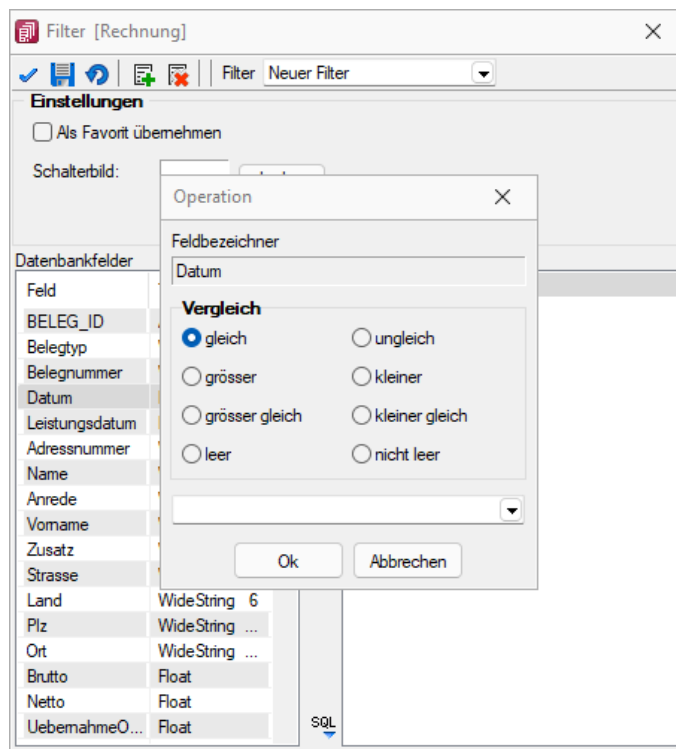 Filter [Rechnung]
Filter Neuer Filter
Einstellungen
Als Favorit übernehmen
Schalterbild:
Operation
Feldbezeichner
Datum
Vergleich
gleich
ungleich
grösser
kleiner
grösser gleich
kleiner gleich
leer
nicht leer
Ok
Abbrechen
Datenbankfelder
Feld
BELEG_ID
Belegtyp
Belegnummer
Datum
Leistungsdatum
Adressnummer
Name
Anrede
Vorname
Zusatz
Strasse
Land WideString 6
Plz WideString ...
Ort WideString ...
Brutto Float
Netto Float
UebernahmeO... Float
SQL